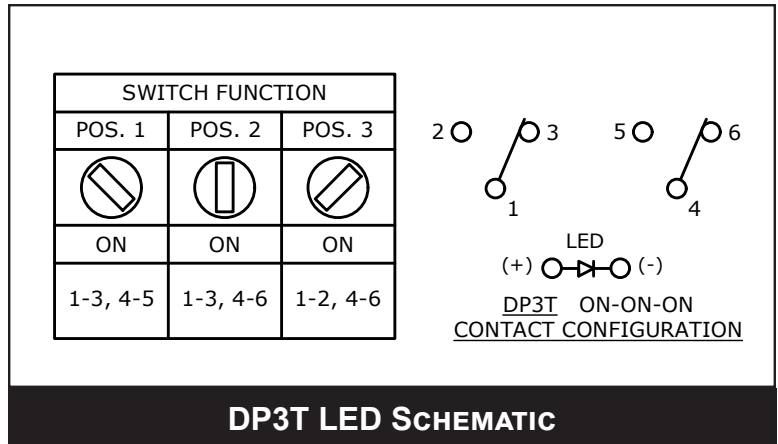 SWITCH FUNCTION
POS. 1 POS. 2 POS. 3
ON ON ON
1-3, 4-5 1-3, 4-6 1-2, 4-6
2 3 5 6
1 4
LED
(+) (-)
DP3T ON-ON-ON
CONTACT CONFIGURATION
DP3T LED SCHEMATIC